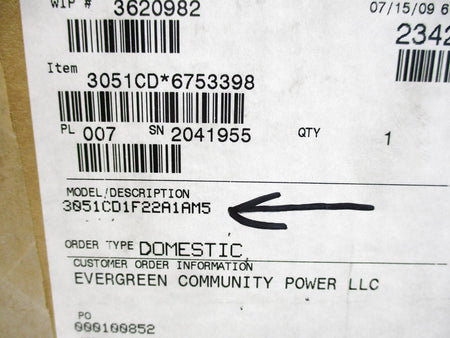 WIP # 3620982
07/15/09 6
2342
Item 3051CD*6753398
PL 007 SN 2041955 QTY 1
MODEL/DESCRIPTION
3051CD1F22A1AM5
ORDER TYPE DOMESTIC
CUSTOMER ORDER INFORMATION
EVERGREEN COMMUNITY POWER LLC
PO
000100852